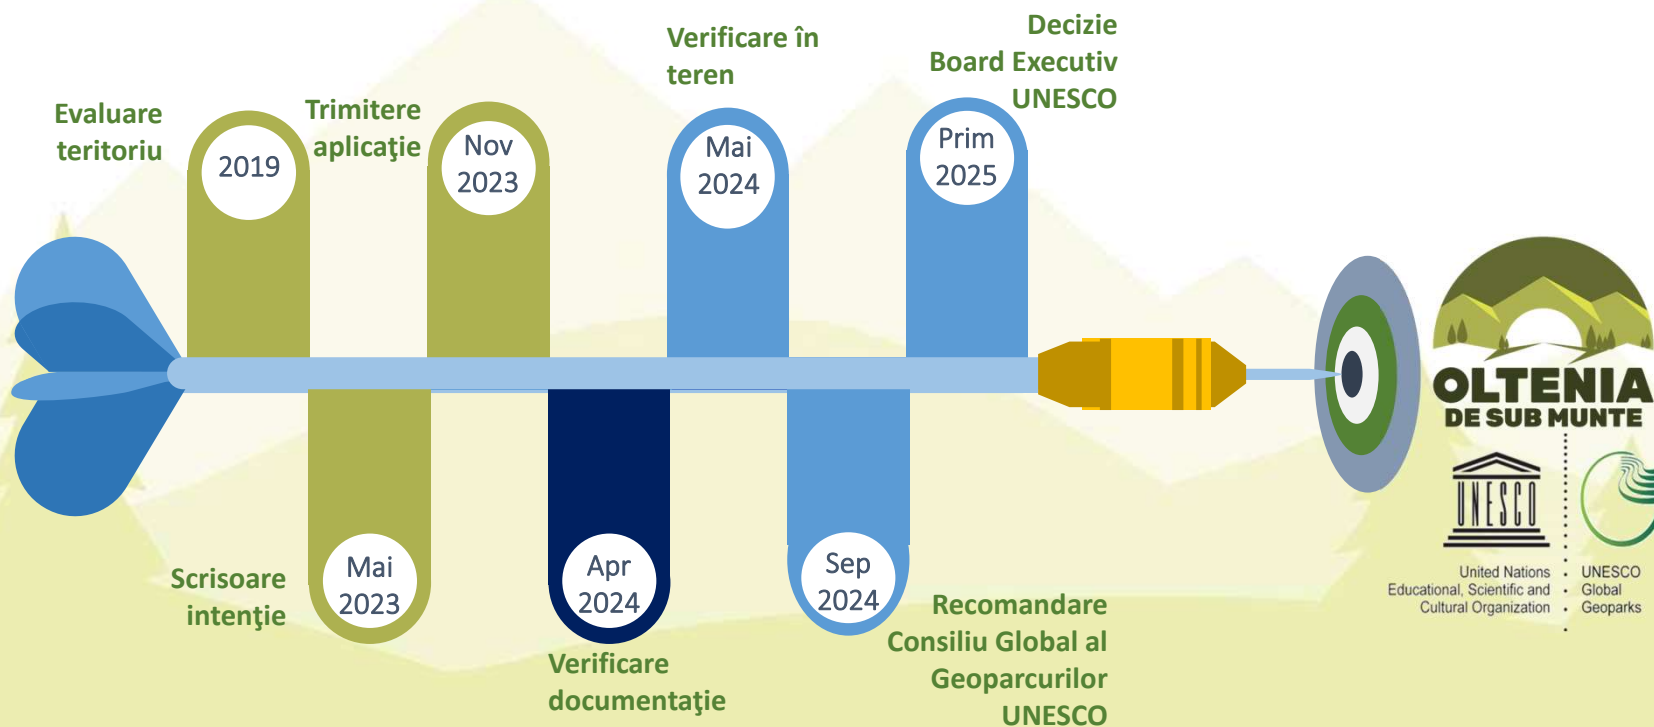 Evaluare
teritoriu
2019
Scrisoare
intenţie
Mai
2023
Trimitere
aplicaţie
Nov
2023
Verificare
documentaţie
Apr
2024
Verificare în
teren
Mai
2024
Recomandare
Consiliu Global al
Geoparcurilor
UNESCO
Sep
2024
Decizie
Board Executiv
UNESCO
Prim
2025
OLTENIA
DE SUB MUNTE
UNESCO
United Nations
Educational, Scientific and
Cultural Organization
UNESCO
Global
Geoparks